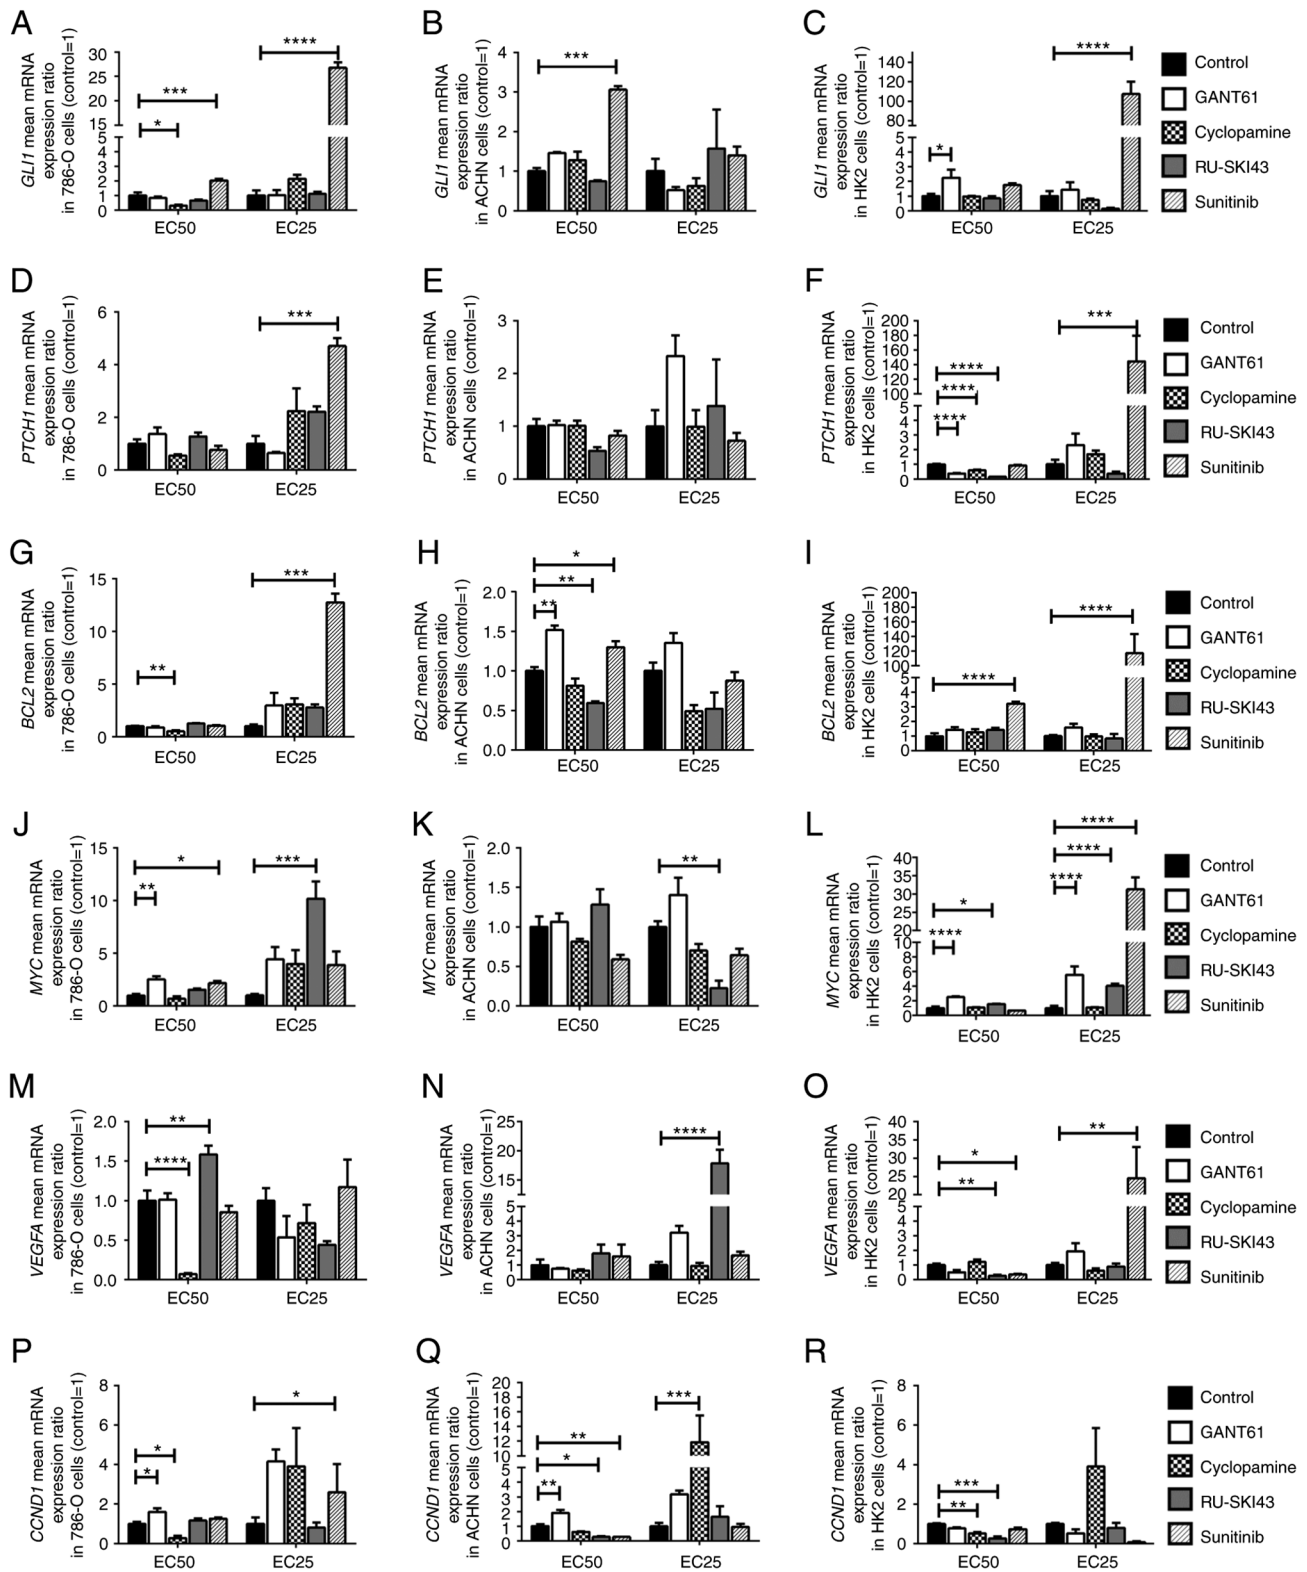 A
GLI1 mean mRNA
expression ratio
in 786-O cells (control=1)
30
25
20
15
5
4
3
2
1
0
***
*
****
EC50 EC25
B
GLI1 mean mRNA
expression ratio
in ACHN cells (control=1)
4
3
2
1
0
***
EC50 EC25
C
GLI1 mean mRNA
expression ratio
in HK2 cells (control=1)
140
120
100
80
5
4
3
2
1
0
*
****
EC50 EC25
Control
GANT61
Cyclopamine
RU-SKI43
Sunitinib
D
PTCH1 mean mRNA
expression ratio
in 786-O cells (control=1)
6
4
2
0
***
EC50 EC25
E
PTCH1 mean mRNA
expression ratio
in ACHN cells (control=1)
3
2
1
0
EC50 EC25
F
PTCH1 mean mRNA
expression ratio
in HK2 cells (control=1)
200
180
160
140
120
100
5
4
3
2
1
0
****
****
****
***
EC50 EC25
Control
GANT61
Cyclopamine
RU-SKI43
Sunitinib
G
BCL2 mean mRNA
expression ratio
in 786-O cells (control=1)
15
10
5
0
**
***
EC50 EC25
H
BCL2 mean mRNA
expression ratio
in ACHN cells (control=1)
2.0
1.5
1.0
0.5
0.0
*
**
**
EC50 EC25
I
BCL2 mean mRNA
expression ratio
in HK2 cells (control=1)
200
180
160
140
120
100
5
4
3
2
1
0
****
****
EC50 EC25
Control
GANT61
Cyclopamine
RU-SKI43
Sunitinib
J
MYC mean mRNA
expression ratio
in 786-O cells (control=1)
15
10
5
0
*
**
***
EC50 EC25
K
MYC mean mRNA
expression ratio
in ACHN cells (control=1)
2.0
1.5
1.0
0.5
0.0
**
EC50 EC25
L
MYC mean mRNA
expression ratio
in HK2 cells (control=1)
40
35
30
25
20
10
8
6
4
2
0
*
****
****
****
****
EC50 EC25
Control
GANT61
Cyclopamine
RU-SKI43
Sunitinib
M
VEGFA mean mRNA
expression ratio
in 786-O cells (control=1)
2.0
1.5
1.0
0.5
0.0
**
****
EC50 EC25
N
VEGFA mean mRNA
expression ratio
in ACHN cells (control=1)
25
20
15
10
5
4
3
2
1
0
****
EC50 EC25
O
VEGFA mean mRNA
expression ratio
in HK2 cells (control=1)
40
35
30
25
20
5
4
3
2
1
0
*
**
**
EC50 EC25
Control
GANT61
Cyclopamine
RU-SKI43
Sunitinib
P
CCND1 mean mRNA
expression ratio
in 786-O cells (control=1)
8
6
4
2
0
*
*
*
EC50 EC25
Q
CCND1 mean mRNA
expression ratio
in ACHN cells (control=1)
20
18
16
14
12
10
5
4
3
2
1
0
**
*
**
***
EC50 EC25
R
CCND1 mean mRNA
expression ratio
in HK2 cells (control=1)
8
6
4
2
0
***
**
EC50 EC25
Control
GANT61
Cyclopamine
RU-SKI43
Sunitinib